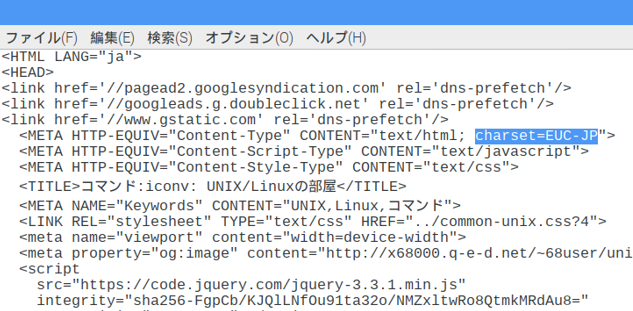 ファイル(F) 編集(E) 検索(S) オプション(O) ヘルプ(H)
<HTML LANG="ja">
<HEAD>
<link href='//pagead2.googlesyndication.com' rel='dns-prefetch'/>
<link href='//googleads.g.doubleclick.net' rel='dns-prefetch'/>
<link href='//www.gstatic.com' rel='dns-prefetch'/>
<META HTTP-EQUIV="Content-Type" CONTENT="text/html; charset=EUC-JP">
<META HTTP-EQUIV="Content-Script-Type" CONTENT="text/javascript">
<META HTTP-EQUIV="Content-Style-Type" CONTENT="text/css">
<TITLE>コマンド:iconv: UNIX/Linuxの部屋</TITLE>
<META NAME="Keywords" CONTENT="UNIX,Linux,コマンド">
<LINK REL="stylesheet" TYPE="text/css" HREF="../common-unix.css?4">
<meta name="viewport" content="width=device-width">
<meta property="og:image" content="http://x68000.q-e-d.net/~68user/uni
<script
src="https://code.jquery.com/jquery-3.3.1.min.js"
integrity="sha256-FgpCb/KJQlLNfOu91ta32o/NMZxltwRo8QtmkMRdAu8="